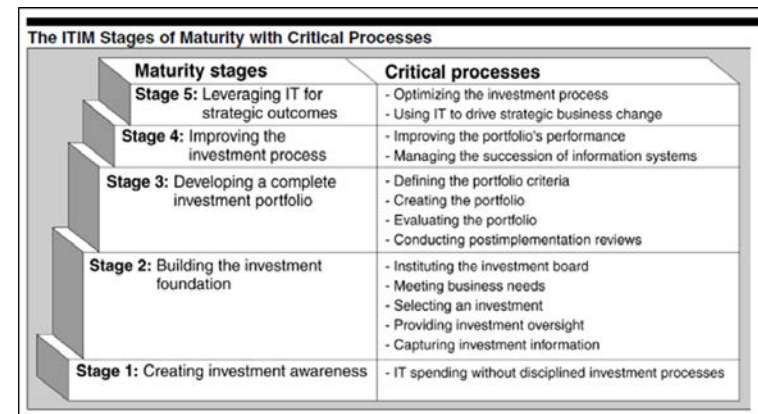 The ITIM Stages of Maturity with Critical Processes
Maturity stages
Critical processes
Stage 5: Leveraging IT for
strategic outcomes
- Optimizing the investment process
- Using IT to drive strategic business change
Stage 4: Improving the
investment process
- Improving the portfolio's performance
- Managing the succession of information systems
Stage 3: Developing a complete
investment portfolio
- Defining the portfolio criteria
- Creating the portfolio
- Evaluating the portfolio
- Conducting postimplementation reviews
Stage 2: Building the investment
foundation
- Instituting the investment board
- Meeting business needs
- Selecting an investment
- Providing investment oversight
- Capturing investment information
Stage 1: Creating investment awareness
- IT spending without disciplined investment processes